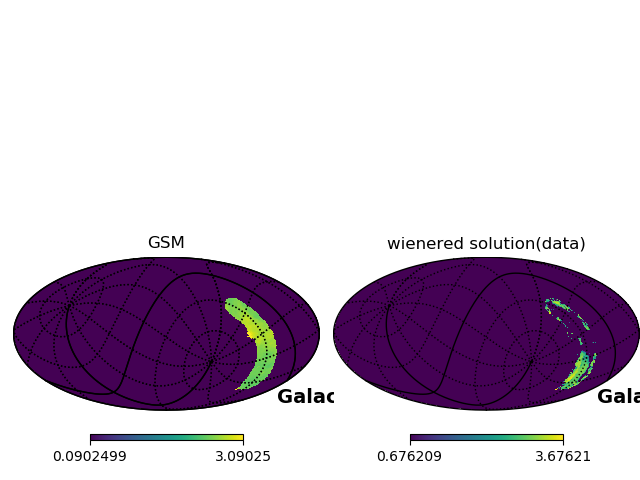 GSM
wienered solution(data)
Galac
Gala
0.0902499
3.09025
0.676209
3.67621